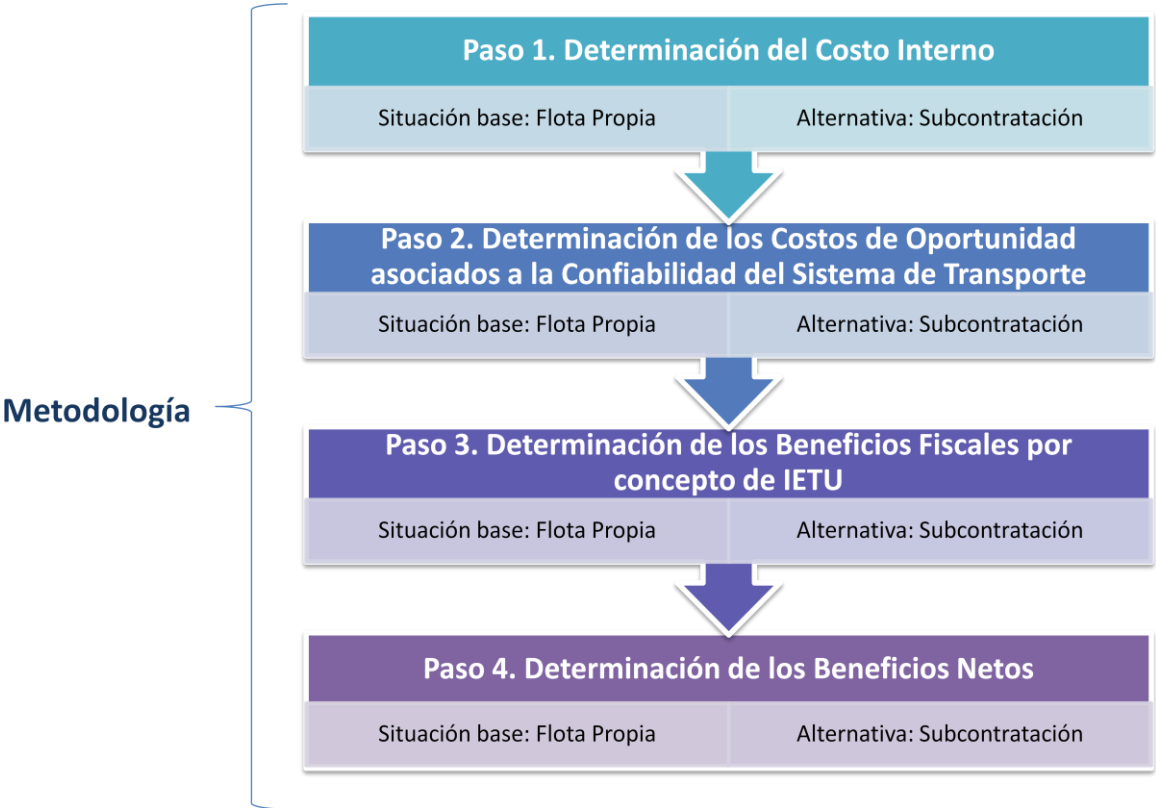 Metodología
Paso 1. Determinación del Costo Interno
Situación base: Flota Propia
Alternativa: Subcontratación
Paso 2. Determinación de los Costos de Oportunidad
asociados a la Confiabilidad del Sistema de Transporte
Situación base: Flota Propia
Alternativa: Subcontratación
Paso 3. Determinación de los Beneficios Fiscales por
concepto de IETU
Situación base: Flota Propia
Alternativa: Subcontratación
Paso 4. Determinación de los Beneficios Netos
Situación base: Flota Propia
Alternativa: Subcontratación